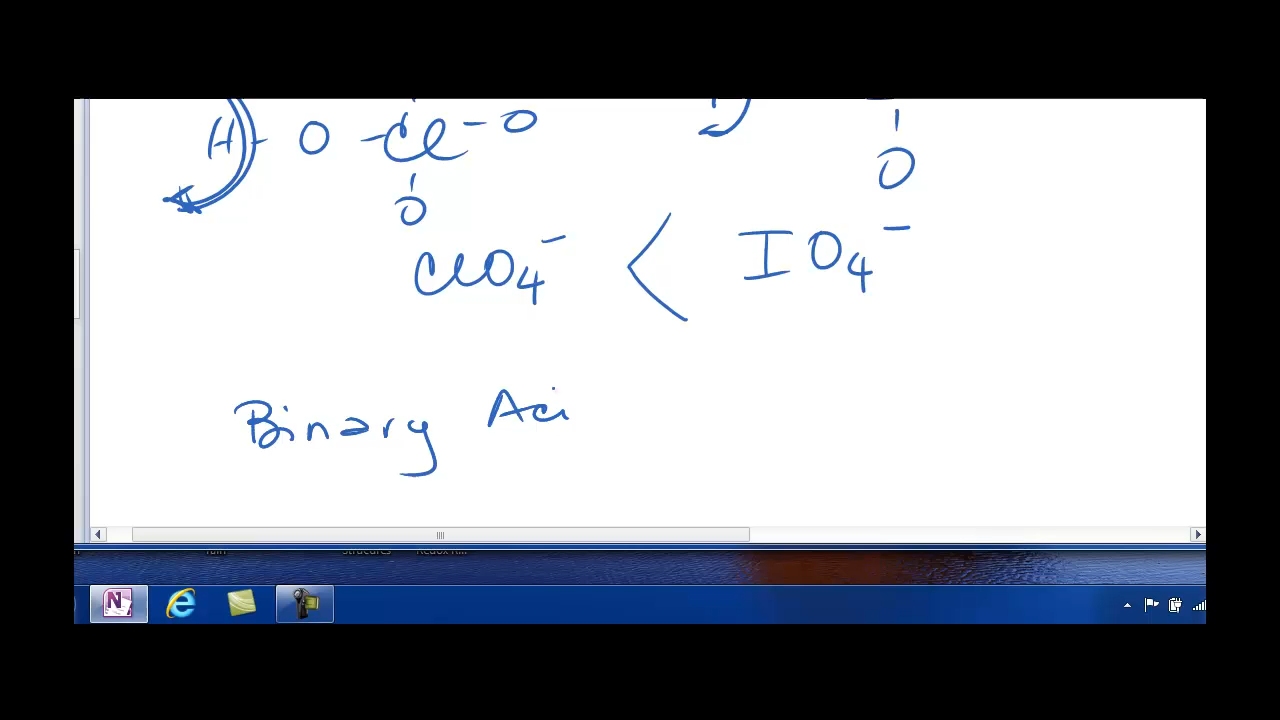 H - O - Cl - O
O
O
ClO4- < IO4-
Binary Aci